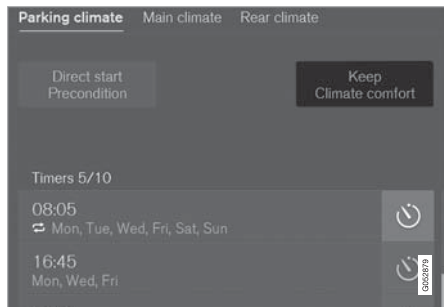 Parking climate Main climate Rear climate
Direct start
Precondition
Keep
Climate comfort
Timers 5/10
08:05
Mon, Tue, Wed, Fri, Sat, Sun
16:45
Mon, Wed, Fri
G052879